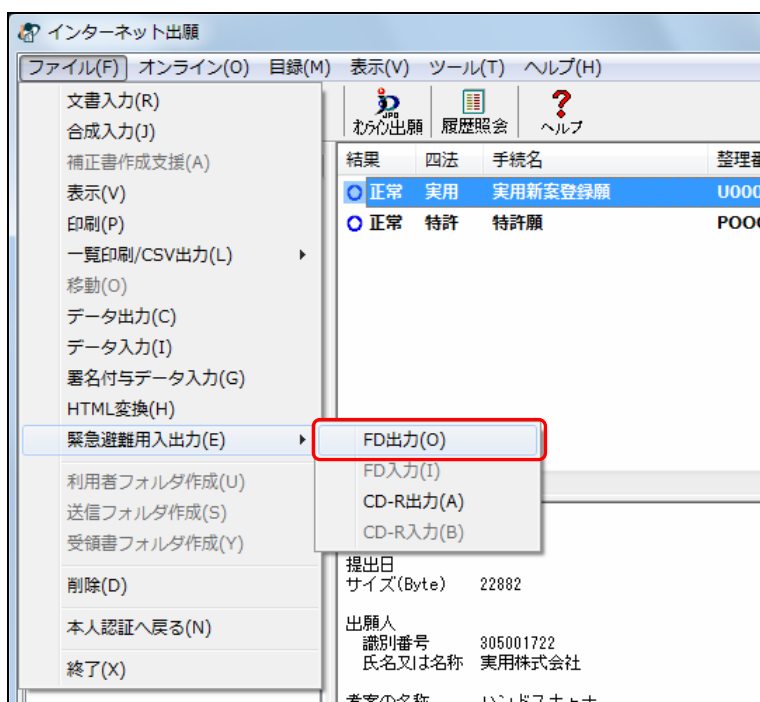 インターネット出願
ファイル(F) オンライン(O) 目録(M) 表示(V) ツール(T) ヘルプ(H)
文書入力(R)
合成入力(J)
補正書作成支援(A)
表示(V)
印刷(P)
一覧印刷/CSV出力(L)
移動(O)
データ出力(C)
データ入力(I)
署名付与データ入力(G)
HTML変換(H)
緊急避難用入出力(E)
利用者フォルダ作成(U)
送信フォルダ作成(S)
受領書フォルダ作成(Y)
削除(D)
本人認証へ戻る(N)
終了(X)
FD出力(O)
FD入力(I)
CD-R出力(A)
CD-R入力(B)
JPO
オンライン出願 履歴照会 ヘルプ
結果 四法 手続名 整理
正常 実用 実用新案登録願 U000
正常 特許 特許願
提出日
サイズ(Byte) 22882
出願人
識別番号 305001722
氏名又は名称 実用株式会社
考案の名称